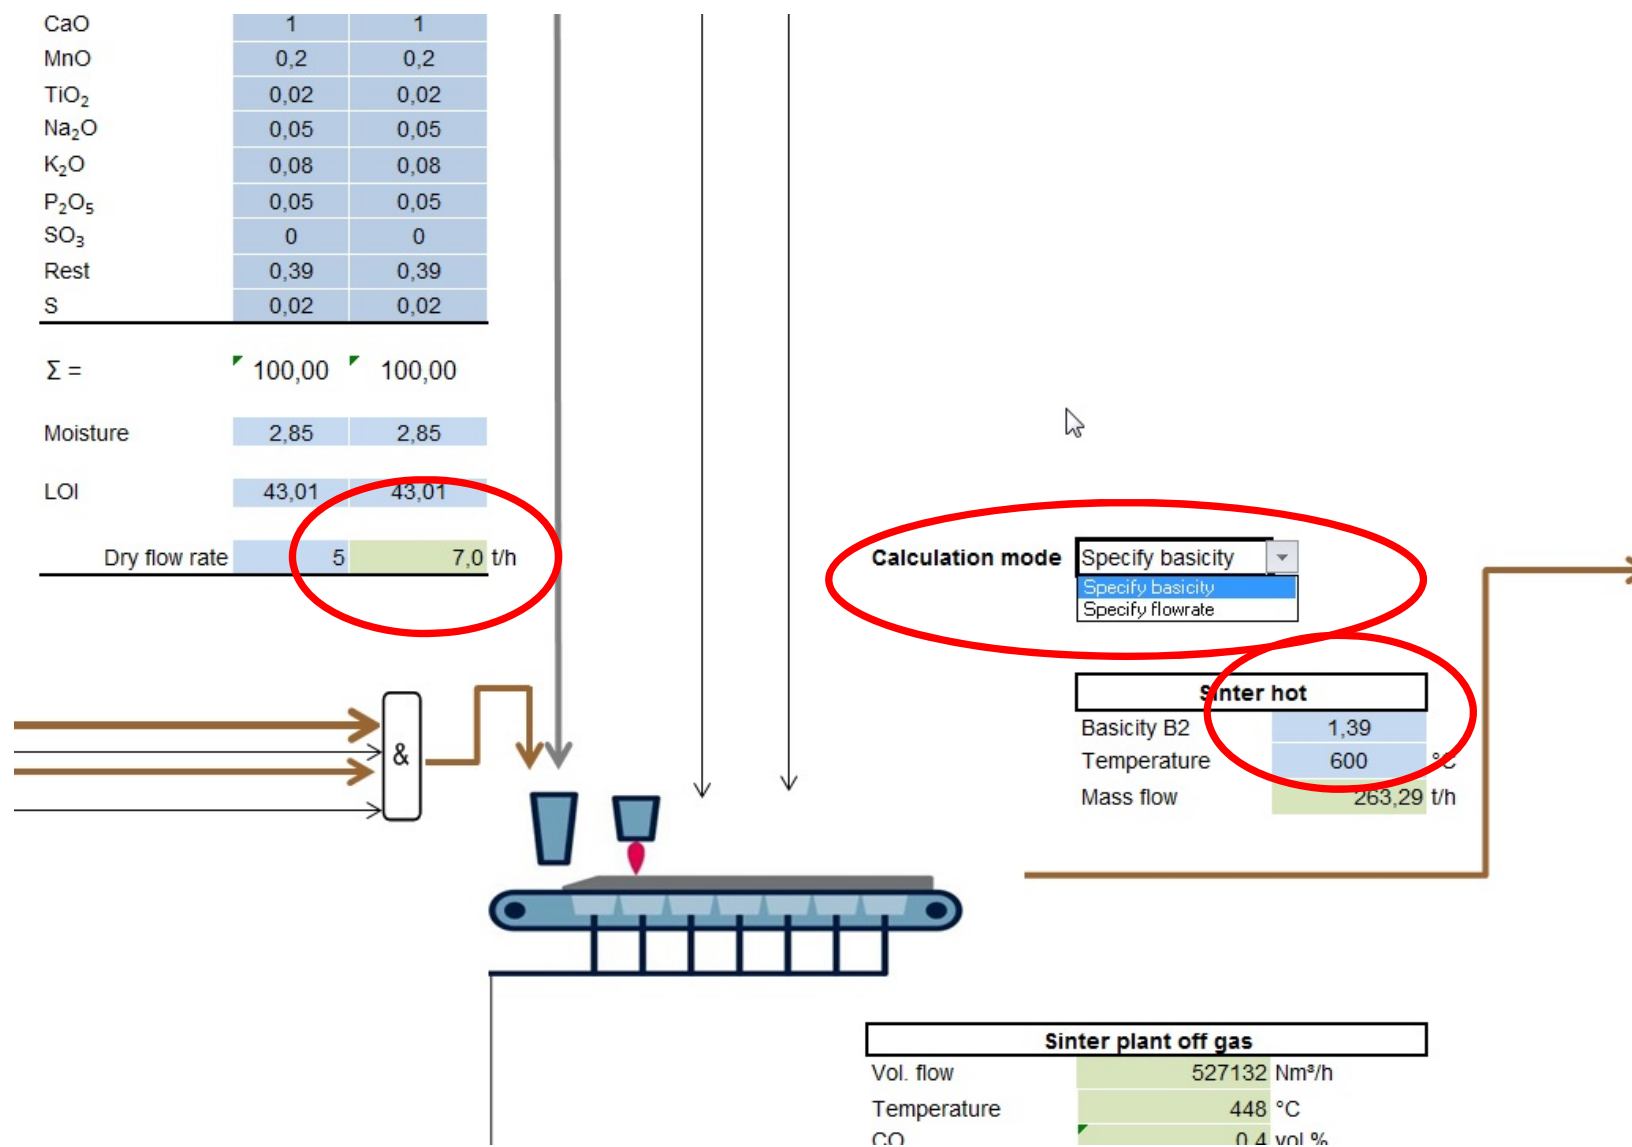 CaO 1 1
MnO 0,2 0,2
TiO₂ 0,02 0,02
Na₂O 0,05 0,05
K₂O 0,08 0,08
P₂O₅ 0,05 0,05
SO₃ 0 0
Rest 0,39 0,39
S 0,02 0,02
Σ = 100,00 100,00
Moisture 2,85 2,85
LOI 43,01 43,01
Dry flow rate 5 7,0 t/h
Calculation mode Specify basicity
Specify basicity
Specify flowrate
Sinter hot
Basicity B2 1,39
Temperature 600 °C
Mass flow 263,29 t/h
&
Sinter plant off gas
Vol. flow 527132 Nm³/h
Temperature 448 °C
CO 0,4 vol %